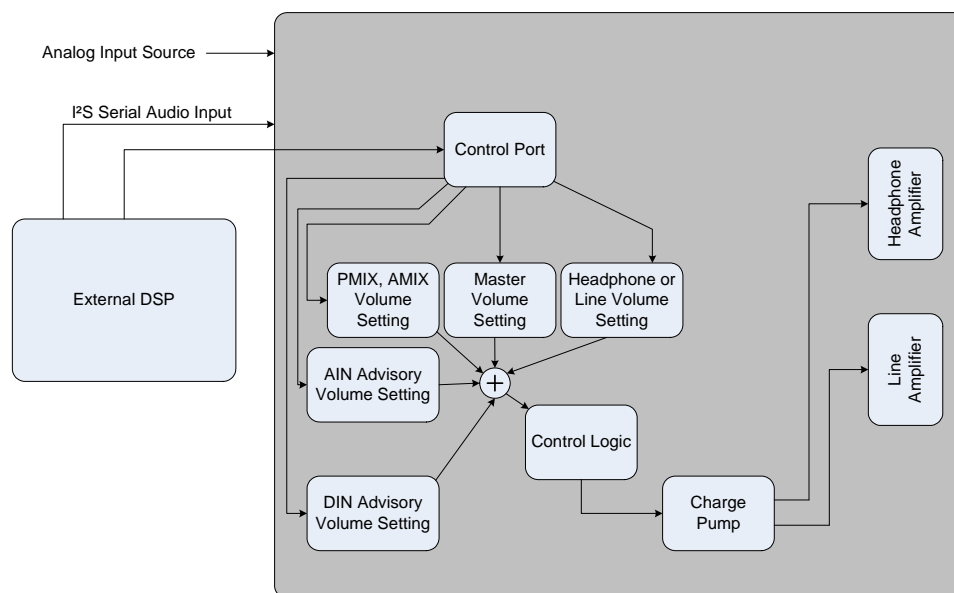 Analog Input Source
I²S Serial Audio Input
Control Port
External DSP
PMIX, AMIX
Volume
Setting
Master
Volume
Setting
Headphone or
Line Volume
Setting
AIN Advisory
Volume Setting
+
Control Logic
DIN Advisory
Volume Setting
Charge
Pump
Headphone
Amplifier
Line
Amplifier